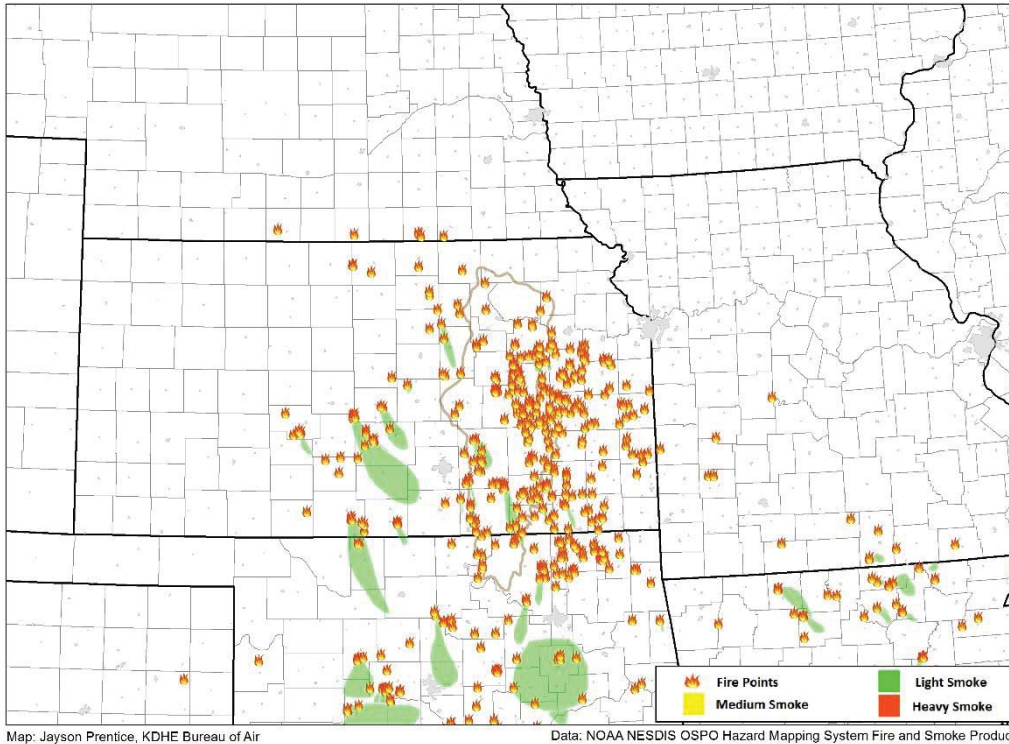 Fire Points
Light Smoke
Medium Smoke
Heavy Smoke
Map: Jayson Prentice, KDHE Bureau of Air
Data: NOAA NESDIS OSPO Hazard Mapping System Fire and Smoke Produc